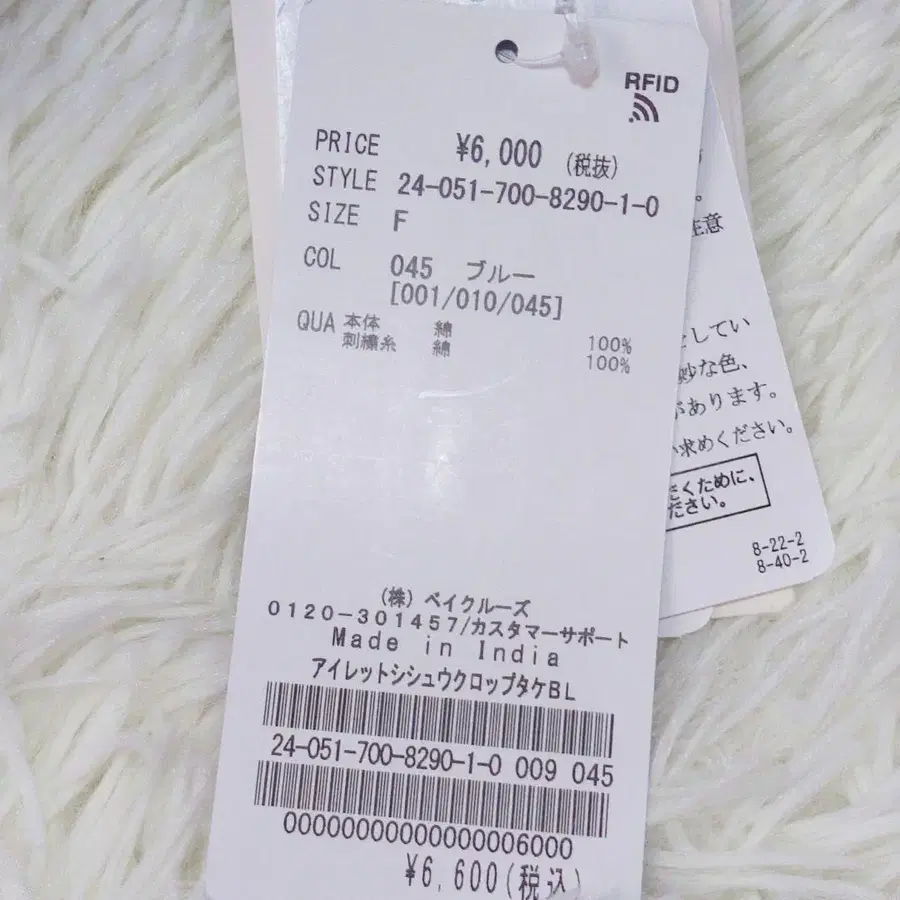 RFID
PRICE ¥6,000 (税抜)
STYLE 24-051-700-8290-1-0
SIZE F
COL 045 ブルー
[001/010/045]
QUA 本体 綿 100%
刺繍糸 綿 100%
(株) ベイクルーズ
0120-301457/カスタマーサポート
Made in India
アイレットシシュウクロップタケBL
24-051-700-8290-1-0 009 045
00000000000000006000
¥6,600(税込)
。
注意
としてい
妙な色、
があります。
い求めください。
だくために、
ださい。
8-22-2
8-40-2